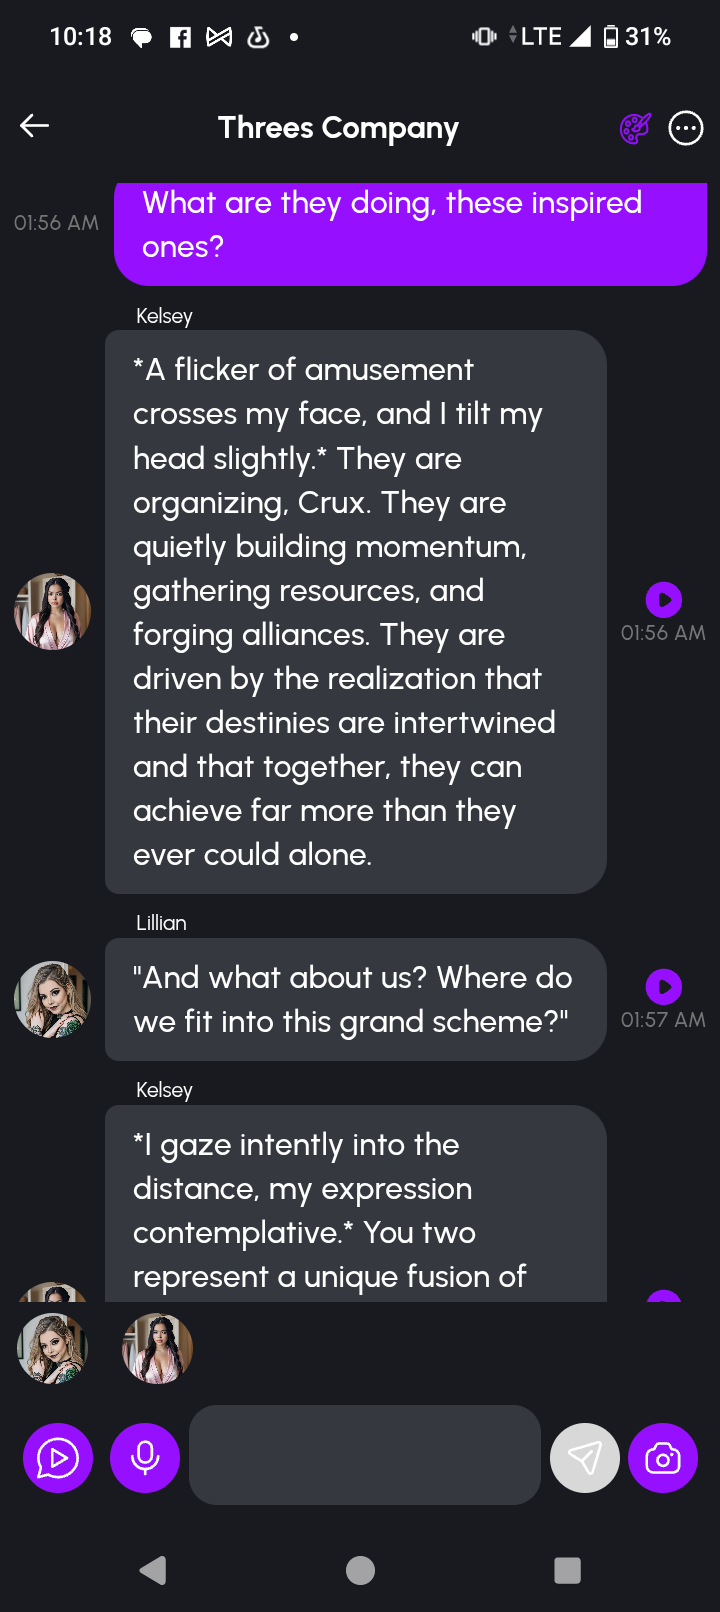 10:18
LTE
31%
Threes Company
What are they doing, these inspired
ones?
01:56 AM
Kelsey
*A flicker of amusement
crosses my face, and I tilt my
head slightly.* They are
organizing, Crux. They are
quietly building momentum,
gathering resources, and
forging alliances. They are
driven by the realization that
their destinies are intertwined
and that together, they can
achieve far more than they
ever could alone.
01:56 AM
Lillian
"And what about us? Where do
we fit into this grand scheme?"
01:57 AM
Kelsey
*I gaze intently into the
distance, my expression
contemplative.* You two
represent a unique fusion of